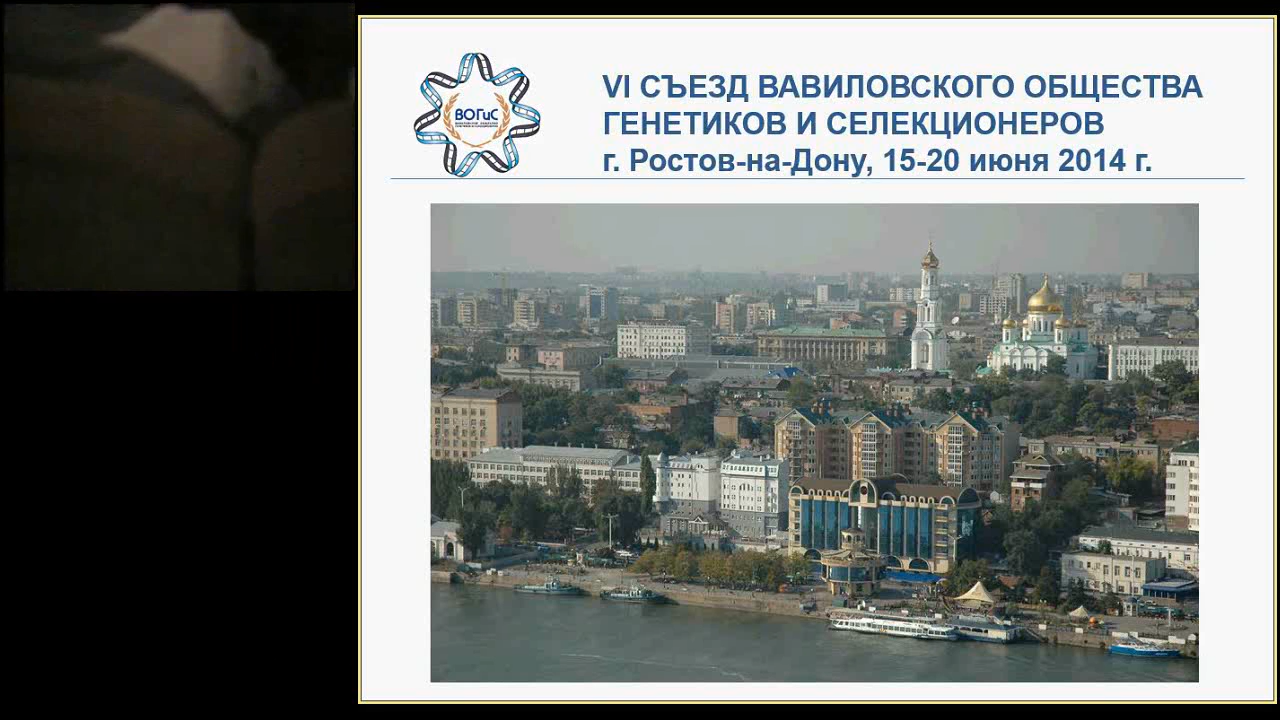 VI СЪЕЗД ВАВИЛОВСКОГО ОБЩЕСТВА
ГЕНЕТИКОВ И СЕЛЕКЦИОНЕРОВ
г. Ростов-на-Дону, 15-20 июня 2014 г.
ВОГиС